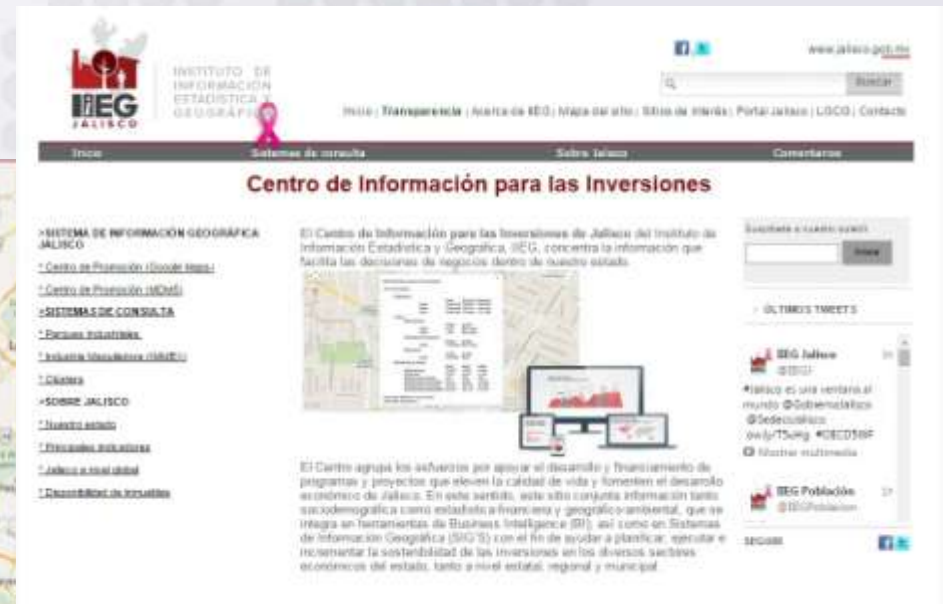 IIEG
JALISCO
INSTITUTO DE
INFORMACIÓN
ESTADÍSTICA Y
GEOGRÁFICA
www.jalisco.gob.mx
Buscar
Inicio | Transparencia | Acerca de IIEG | Mapa del sitio | Sitios de interés | Portal Jalisco | LOGO | Contacto
Inicio Sistemas de consulta Sobre Jalisco Comentarios
Centro de Información para las Inversiones
>SISTEMA DE INFORMACIÓN GEOGRÁFICA
JALISCO
* Centro de Promoción (Google Maps)
* Centro de Promoción (MDM5)
>SISTEMAS DE CONSULTA
* Parques Industriales
* Industria Maquiladora
* Clústers
>SOBRE JALISCO
* Nuestro estado
* Principales indicadores
* Jalisco a nivel global
* Disponibilidad de inmuebles
El Centro de Información para las Inversiones de Jalisco del Instituto de
Información Estadística y Geográfica, IIEG, concentra la información que
facilita las decisiones de negocios dentro de nuestro estado.
El Centro agrupa los esfuerzos por apoyar el desarrollo y financiamiento de
programas y proyectos que eleven la calidad de vida y fomenten el desarrollo
económico de Jalisco. En este sentido, este sitio conjunta información tanto
sociodemográfica como estadística-financiera y geográfico-ambiental, que se
integra en herramientas de Business Intelligence (BI), así como en Sistemas
de Información Geográfica (SIG'S) con el fin de ayudar a planificar, ejecutar e
incrementar la sostenibilidad de las inversiones en los diversos sectores
económicos del estado, tanto a nivel estatal, regional y municipal.
Suscríbete a nuestro boletín
ÚLTIMOS TWEETS
IIEG Jalisco
#Jalisco es una ventana al
mundo @GobiernoJalisco
@SedecoJalisco
Mostrar multimedia
IIEG Población
@IIEGPoblacion
SEGUIR